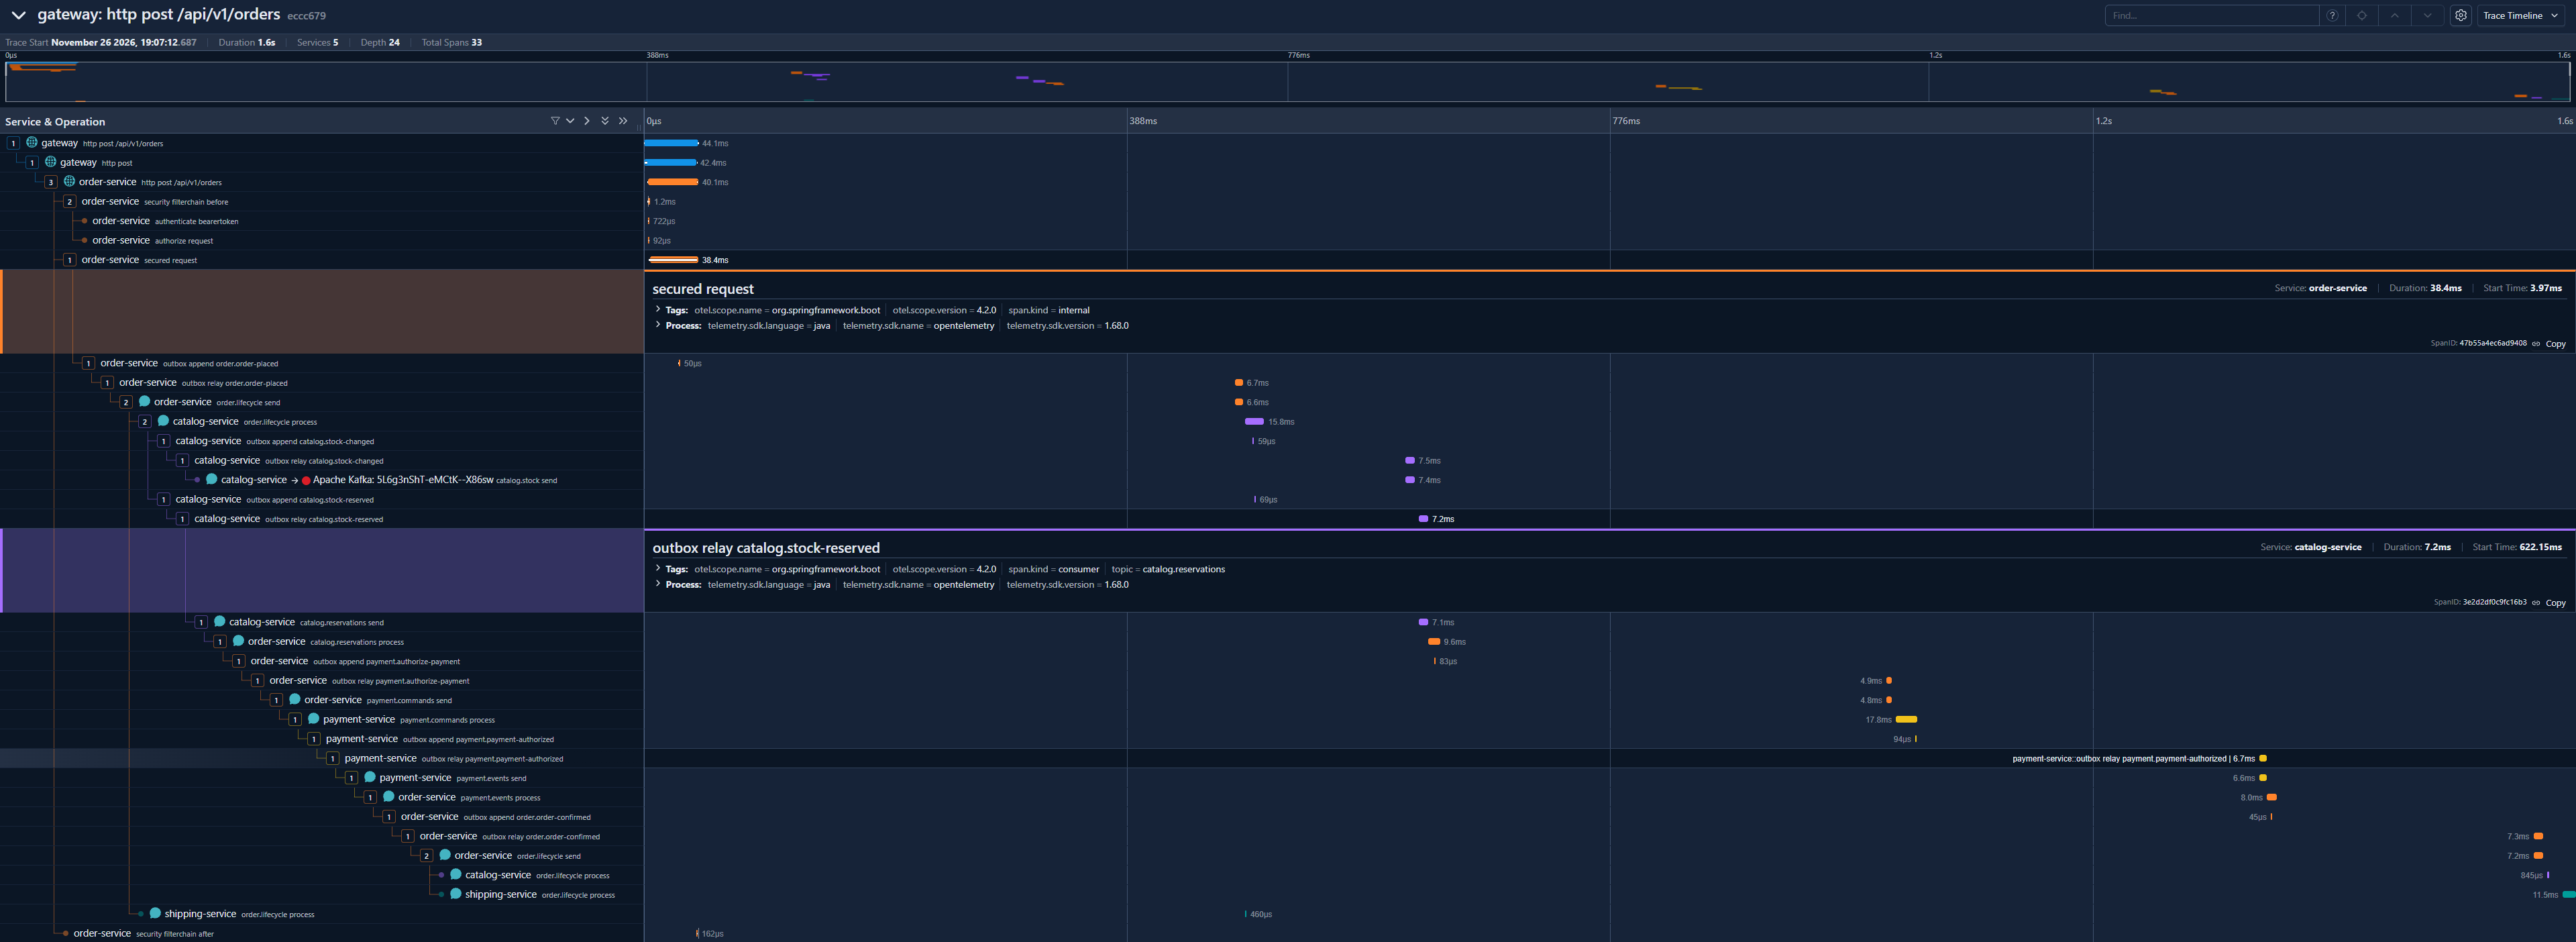 gateway: http post /api/v1/orders eccc679
Find...
Trace Timeline
Trace Start November 26 2026, 19:07:12.687 Duration 1.6s Services 5 Depth 24 Total Spans 33
0μs 388ms 776ms 1.2s 1.6s
Service & Operation 0μs 388ms 776ms 1.2s 1.6s
1 gateway http post /api/v1/orders 44.1ms
1 gateway http post 42.4ms
3 order-service http post /api/v1/orders 40.1ms
2 order-service security filterchain before 1.2ms
order-service authenticate bearertoken 722μs
order-service authorize request 92μs
1 order-service secured request 38.4ms
secured request Service: order-service Duration: 38.4ms Start Time: 3.97ms
Tags: otel.scope.name = org.springframework.boot otel.scope.version = 4.2.0 span.kind = internal
Process: telemetry.sdk.language = java telemetry.sdk.name = opentelemetry telemetry.sdk.version = 1.68.0
SpanID: 47b55a4ec6ad9408 Copy
1 order-service outbox append order.order-placed 50μs
1 order-service outbox relay order.order-placed 6.7ms
2 order-service order.lifecycle send 6.6ms
2 catalog-service order.lifecycle process 15.8ms
1 catalog-service outbox append catalog.stock-changed 59μs
1 catalog-service outbox relay catalog.stock-changed 7.5ms
catalog-service → Apache Kafka: 5L6g3nShT-eMCtK--X86sw catalog.stock send 7.4ms
1 catalog-service outbox append catalog.stock-reserved 69μs
1 catalog-service outbox relay catalog.stock-reserved 7.2ms
outbox relay catalog.stock-reserved Service: catalog-service Duration: 7.2ms Start Time: 622.15ms
Tags: otel.scope.name = org.springframework.boot otel.scope.version = 4.2.0 span.kind = consumer topic = catalog.reservations
Process: telemetry.sdk.language = java telemetry.sdk.name = opentelemetry telemetry.sdk.version = 1.68.0
SpanID: 3e2d2df0c9fc16b3 Copy
1 catalog-service catalog.reservations send 7.1ms
1 order-service catalog.reservations process 9.6ms
1 order-service outbox append payment.authorize-payment 83μs
1 order-service outbox relay payment.authorize-payment 4.9ms
1 order-service payment.commands send 4.8ms
1 payment-service payment.commands process 17.8ms
1 payment-service outbox append payment.payment-authorized 94μs
1 payment-service outbox relay payment.payment-authorized payment-service::outbox relay payment.payment-authorized | 6.7ms
1 payment-service payment.events send 6.6ms
1 order-service payment.events process 8.0ms
1 order-service outbox append order.order-confirmed 45μs
1 order-service outbox relay order.order-confirmed 7.3ms
2 order-service order.lifecycle send 7.2ms
catalog-service order.lifecycle process 845μs
shipping-service order.lifecycle process 11.5ms
shipping-service order.lifecycle process 460μs
order-service security filterchain after 162μs